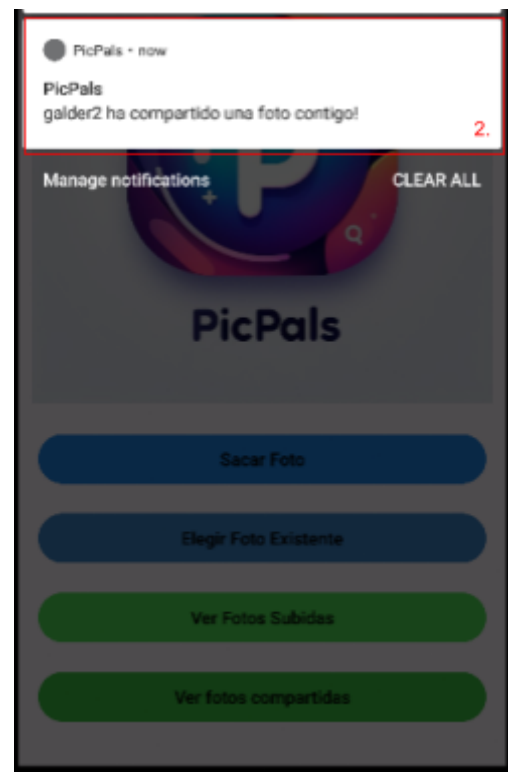 PicPals • now
PicPals
galder2 ha compartido una foto contigo!
2.
Manage notifications
CLEAR ALL
P
PicPals
Sacar Foto
Elegir Foto Existente
Ver Fotos Subidas
Ver fotos compartidas